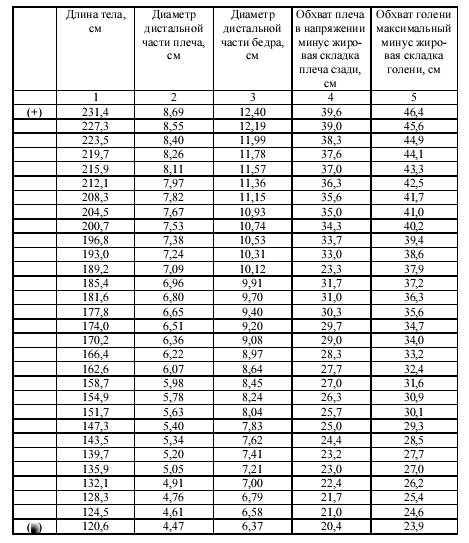 Длина тела, см | Диаметр дистальной части плеча, см | Диаметр дистальной части бедра, см | Обхват плеча в напряжении минус жировая складка плеча сзади, см | Обхват голени максимальный минус жировая складка голени, см
1 | 2 | 3 | 4 | 5
(+) | 231,4 | 8,69 | 12,40 | 39,6 | 46,4
227,3 | 8,55 | 12,19 | 39,0 | 45,6
223,5 | 8,40 | 11,99 | 38,3 | 44,9
219,7 | 8,26 | 11,78 | 37,6 | 44,1
215,9 | 8,11 | 11,57 | 37,0 | 43,3
212,1 | 7,97 | 11,36 | 36,3 | 42,5
208,3 | 7,82 | 11,15 | 35,6 | 41,7
204,5 | 7,67 | 10,93 | 35,0 | 41,0
200,7 | 7,53 | 10,74 | 34,3 | 40,2
196,8 | 7,38 | 10,53 | 33,7 | 39,4
193,0 | 7,24 | 10,31 | 33,0 | 38,6
189,2 | 7,09 | 10,12 | 23,3 | 37,9
185,4 | 6,96 | 9,91 | 31,7 | 37,2
181,6 | 6,80 | 9,70 | 31,0 | 36,3
177,8 | 6,65 | 9,40 | 30,3 | 35,6
174,0 | 6,51 | 9,20 | 29,7 | 34,7
170,2 | 6,36 | 9,08 | 29,0 | 34,0
166,4 | 6,22 | 8,97 | 28,3 | 33,2
162,6 | 6,07 | 8,64 | 27,7 | 32,4
158,7 | 5,98 | 8,45 | 27,0 | 31,6
154,9 | 5,78 | 8,24 | 26,3 | 30,9
151,7 | 5,63 | 8,04 | 25,7 | 30,1
147,3 | 5,40 | 7,83 | 25,0 | 29,3
143,5 | 5,34 | 7,62 | 24,4 | 28,5
139,7 | 5,20 | 7,41 | 23,2 | 27,7
135,9 | 5,05 | 7,21 | 23,0 | 27,0
132,1 | 4,91 | 7,00 | 22,4 | 26,2
128,3 | 4,76 | 6,79 | 21,7 | 25,4
124,5 | 4,61 | 6,58 | 21,0 | 24,6
120,6 | 4,47 | 6,37 | 20,4 | 23,9